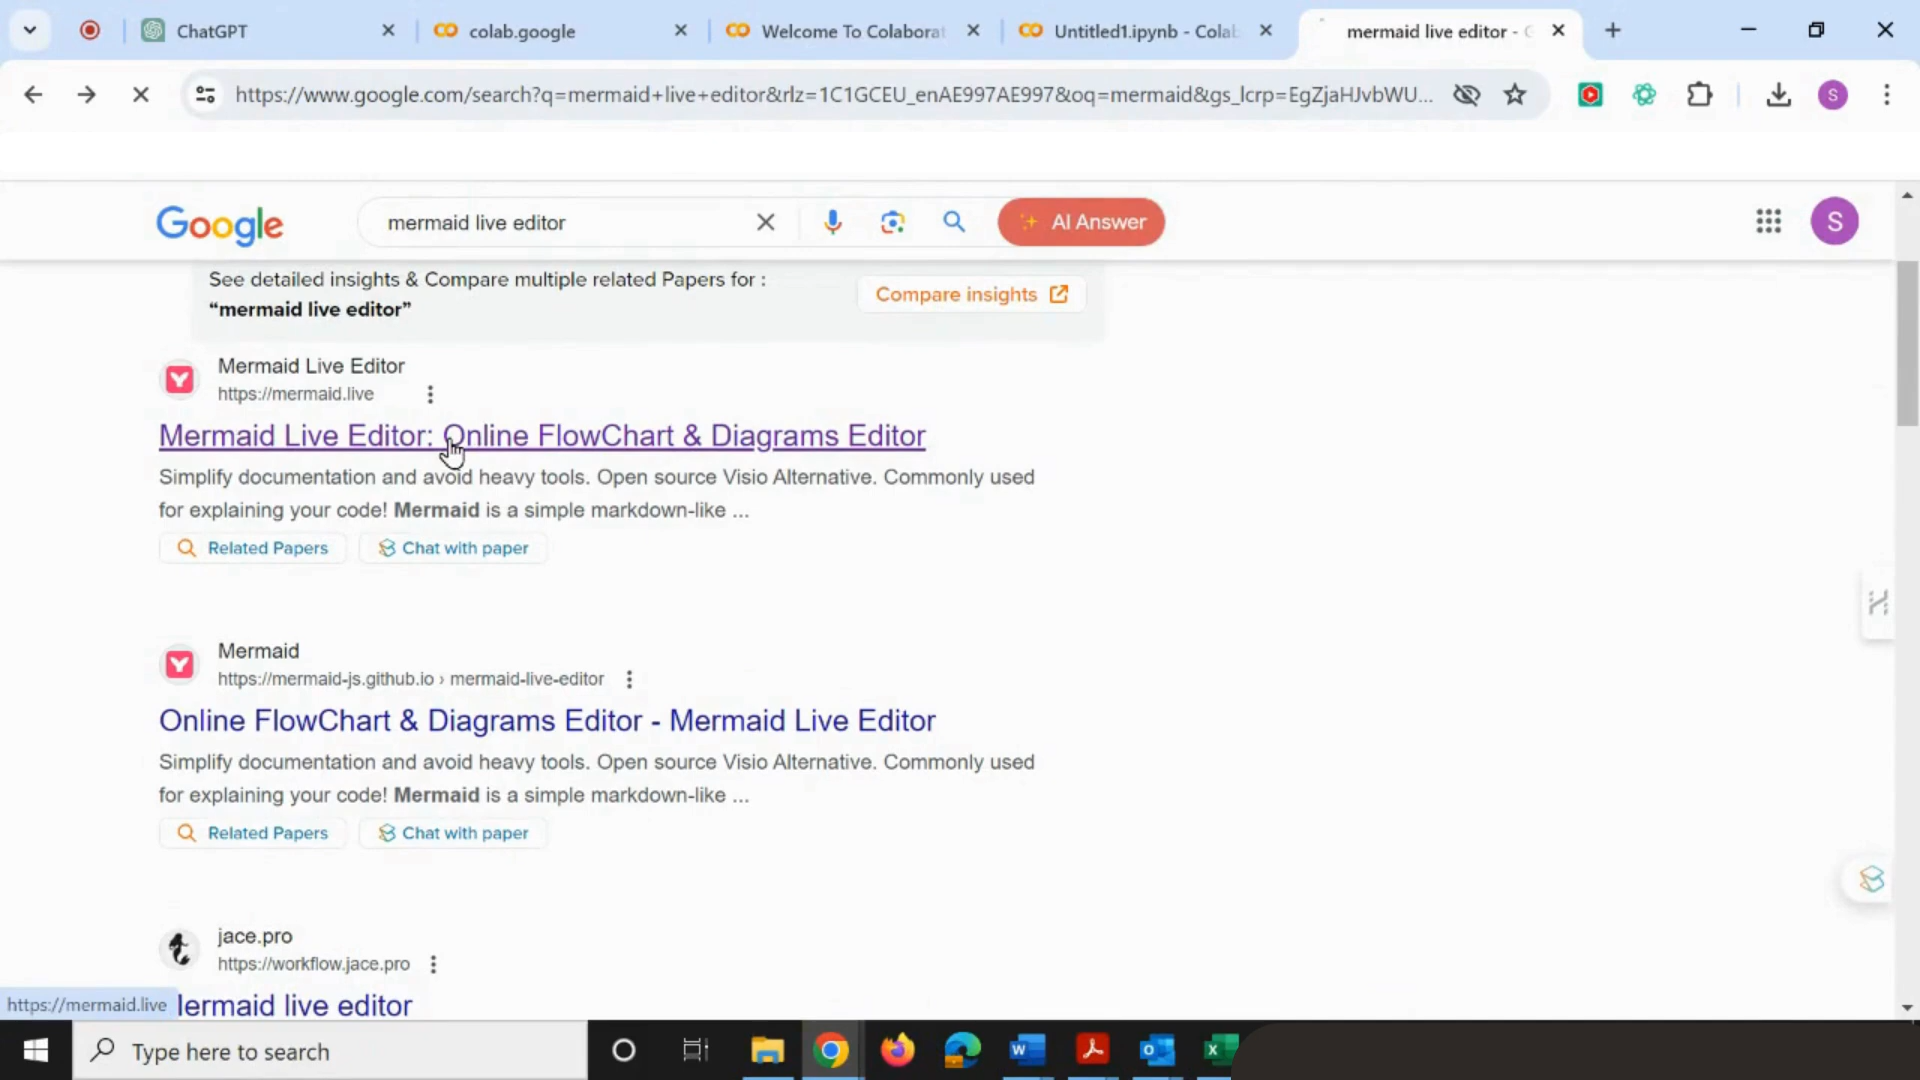 ChatGPT
colab.google
Welcome To Colaborat
Untitled1.ipynb - Colab
mermaid live editor - G
https://www.google.com/search?q=mermaid+live+editor&rlz=1C1GCEU_enAE997AE997&oq=mermaid&gs_lcrp=EgZjaHJvbWU...
S
Google
mermaid live editor
AI Answer
S
See detailed insights & Compare multiple related Papers for :
“mermaid live editor”
Compare insights
Mermaid Live Editor
https://mermaid.live
Mermaid Live Editor: Online FlowChart & Diagrams Editor
Simplify documentation and avoid heavy tools. Open source Visio Alternative. Commonly used
for explaining your code! Mermaid is a simple markdown-like ...
Related Papers
Chat with paper
Mermaid
https://mermaid-js.github.io › mermaid-live-editor
Online FlowChart & Diagrams Editor - Mermaid Live Editor
Simplify documentation and avoid heavy tools. Open source Visio Alternative. Commonly used
for explaining your code! Mermaid is a simple markdown-like ...
Related Papers
Chat with paper
jace.pro
https://workflow.jace.pro
https://mermaid.live
lermaid live editor
Type here to search